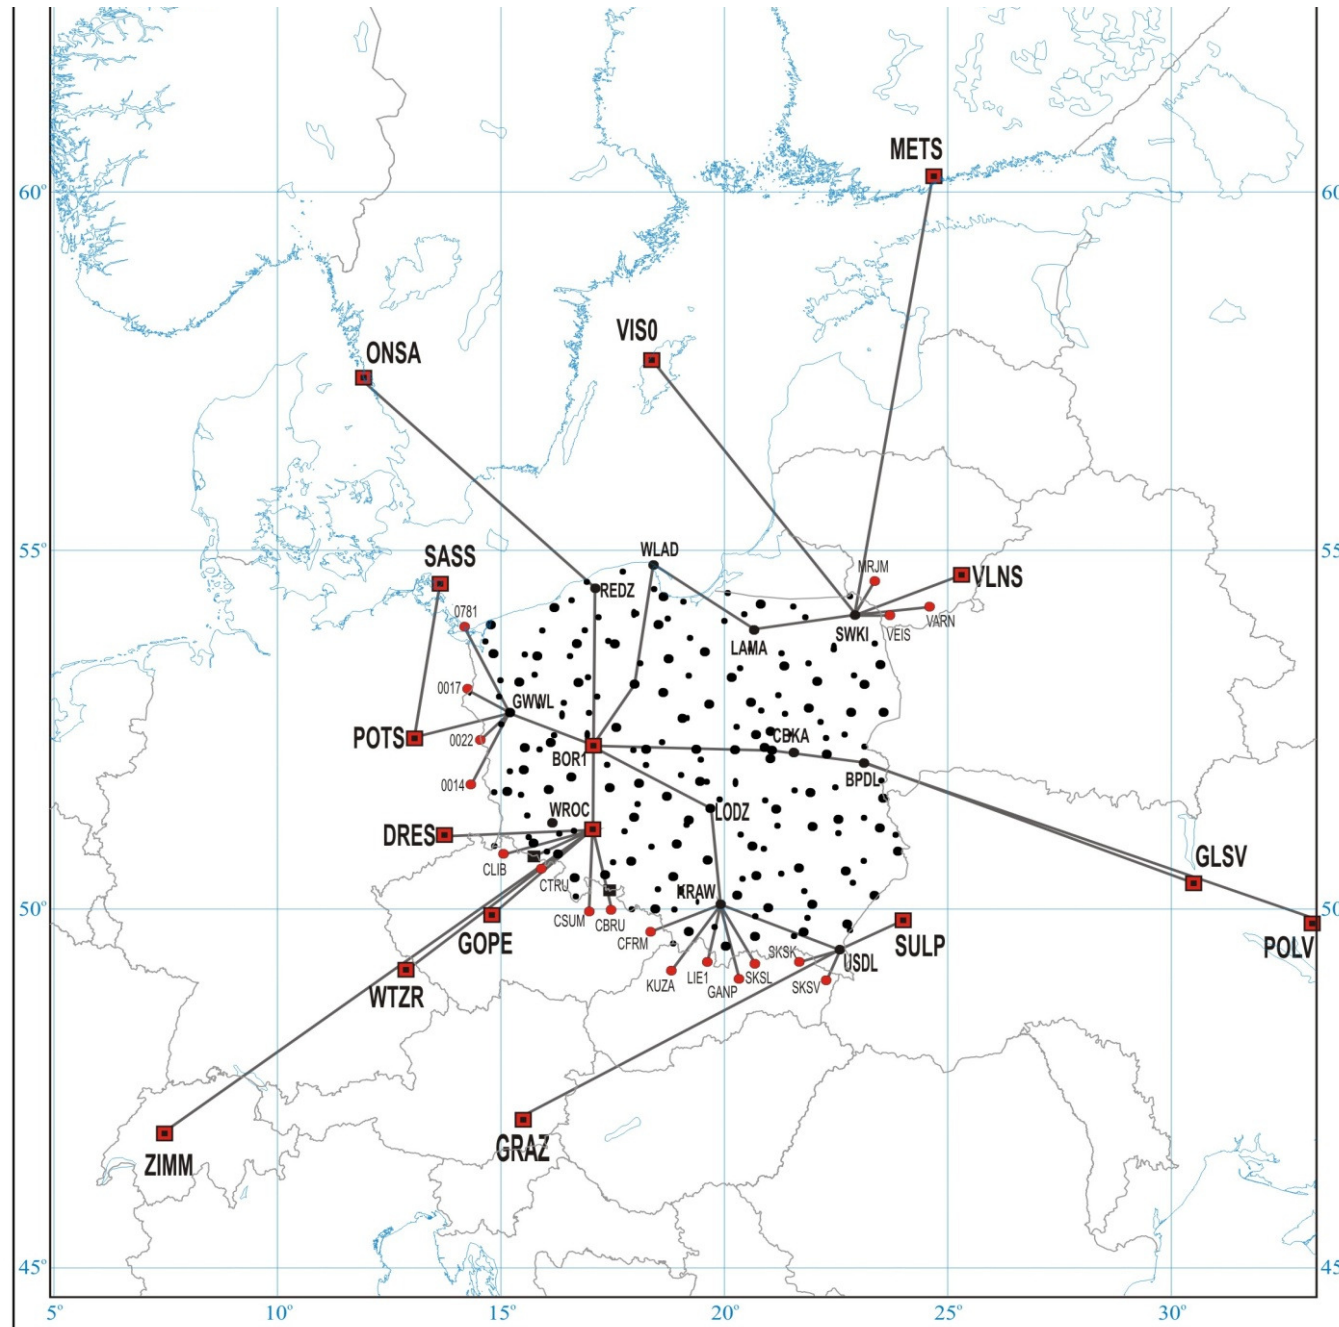 METS
60°
60
VIS0
ONSA
WLAD
55°
55
SASS
MRJM
VLNS
REDZ
0781
VARN
SWKI
VEIS
LAMA
0017
GWWL
POTS
0022
CBKA
BOR1
BPDL
0014
WROC
LODZ
DRES
GLSV
CLIB
CTRU
KRAW
50
CSUM
CBRU
CFRM
GOPE
SULP
POLV
SKSK
USDL
LIE1
SKSL
KUZA
GANP
SKSV
WTZR
GRAZ
ZIMM
45°
45
5°
10°
15°
20°
25°
30°